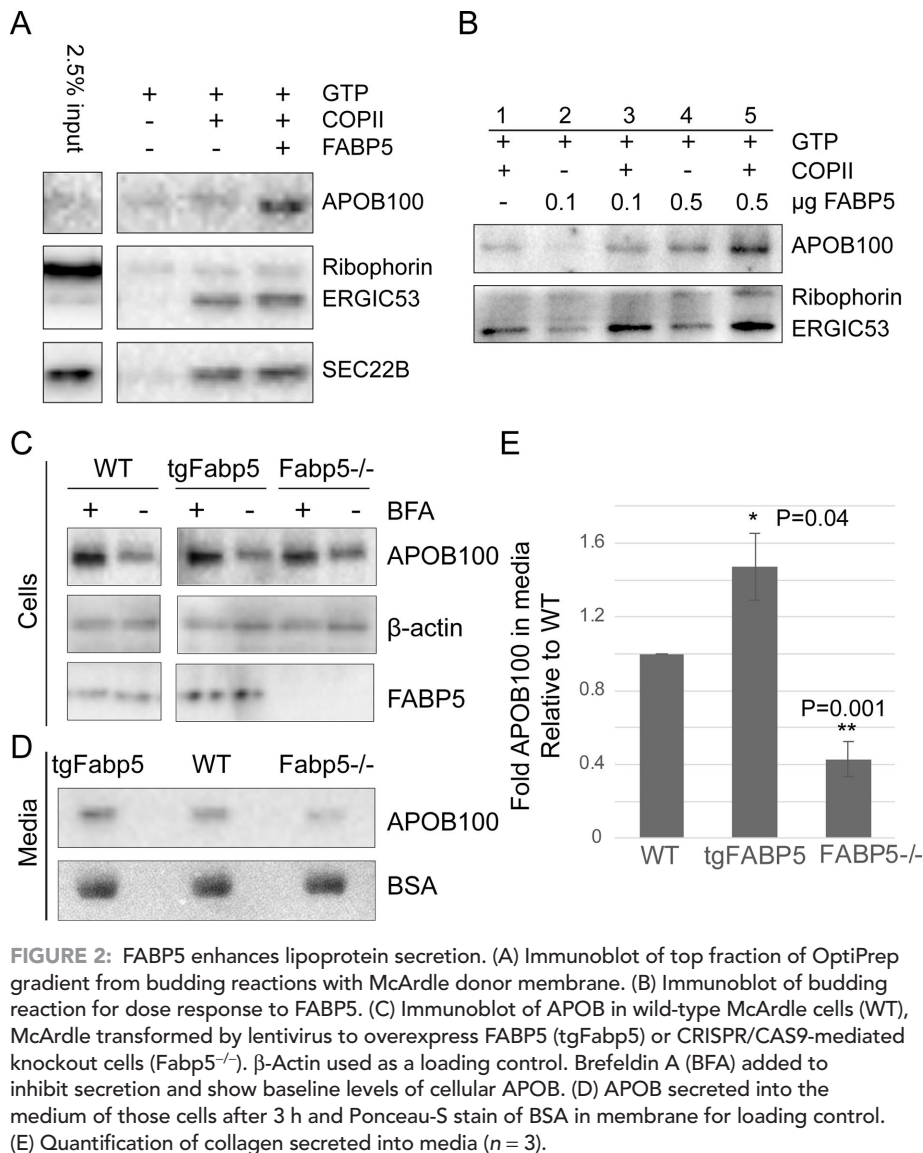 A
2.5% input
+ + + GTP
- + + COPII
- - + FABP5
APOB100
Ribophorin
ERGIC53
SEC22B
B
1 2 3 4 5
+ + + + + GTP
+ - + - + COPII
- 0.1 0.1 0.5 0.5 µg FABP5
APOB100
Ribophorin
ERGIC53
C
Cells
WT tgFabp5 Fabp5-/-
+ - + - + - BFA
APOB100
β-actin
FABP5
D
Media
tgFabp5 WT Fabp5-/-
APOB100
BSA
E
Fold APOB100 in media
Relative to WT
1.6
1.2
0.8
0.4
0
* P=0.04
P=0.001
**
WT tgFABP5 FABP5-/-
FIGURE 2: FABP5 enhances lipoprotein secretion. (A) Immunoblot of top fraction of OptiPrep
gradient from budding reactions with McArdle donor membrane. (B) Immunoblot of budding
reaction for dose response to FABP5. (C) Immunoblot of APOB in wild-type McArdle cells (WT),
McArdle transformed by lentivirus to overexpress FABP5 (tgFabp5) or CRISPR/CAS9-mediated
knockout cells (Fabp5⁻/⁻). β-Actin used as a loading control. Brefeldin A (BFA) added to
inhibit secretion and show baseline levels of cellular APOB. (D) APOB secreted into the
medium of those cells after 3 h and Ponceau-S stain of BSA in membrane for loading control.
(E) Quantification of collagen secreted into media (n = 3).